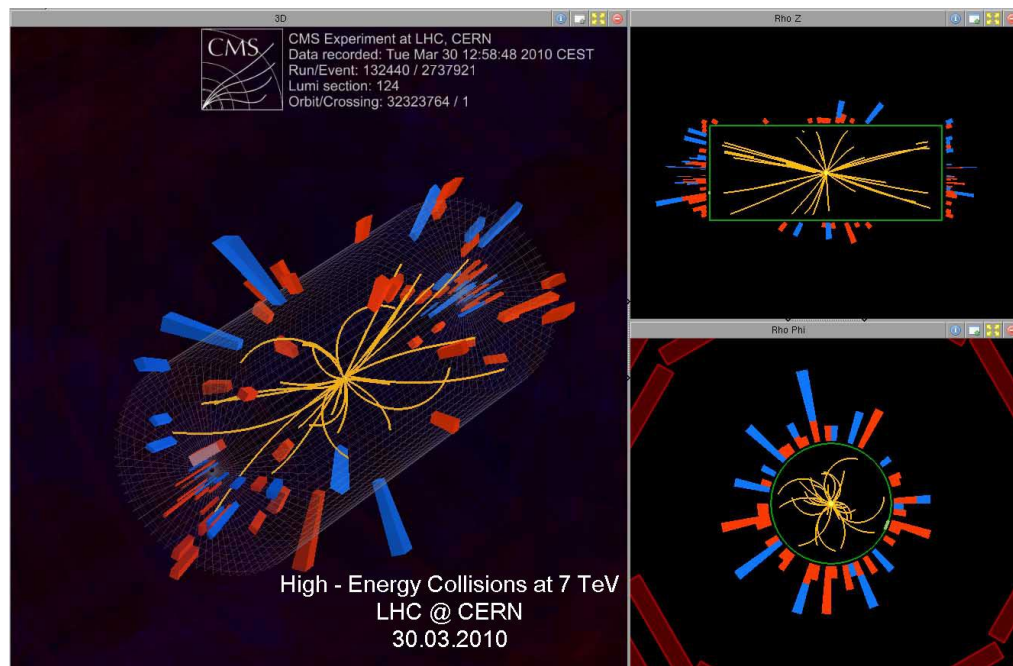 3D
CMS
CMS Experiment at LHC, CERN
Data recorded: Tue Mar 30 12:58:48 2010 CEST
Run/Event: 132440 / 2737921
Lumi section: 124
Orbit/Crossing: 32323764 / 1
High - Energy Collisions at 7 TeV
LHC @ CERN
30.03.2010
Rho Z
Rho Phi